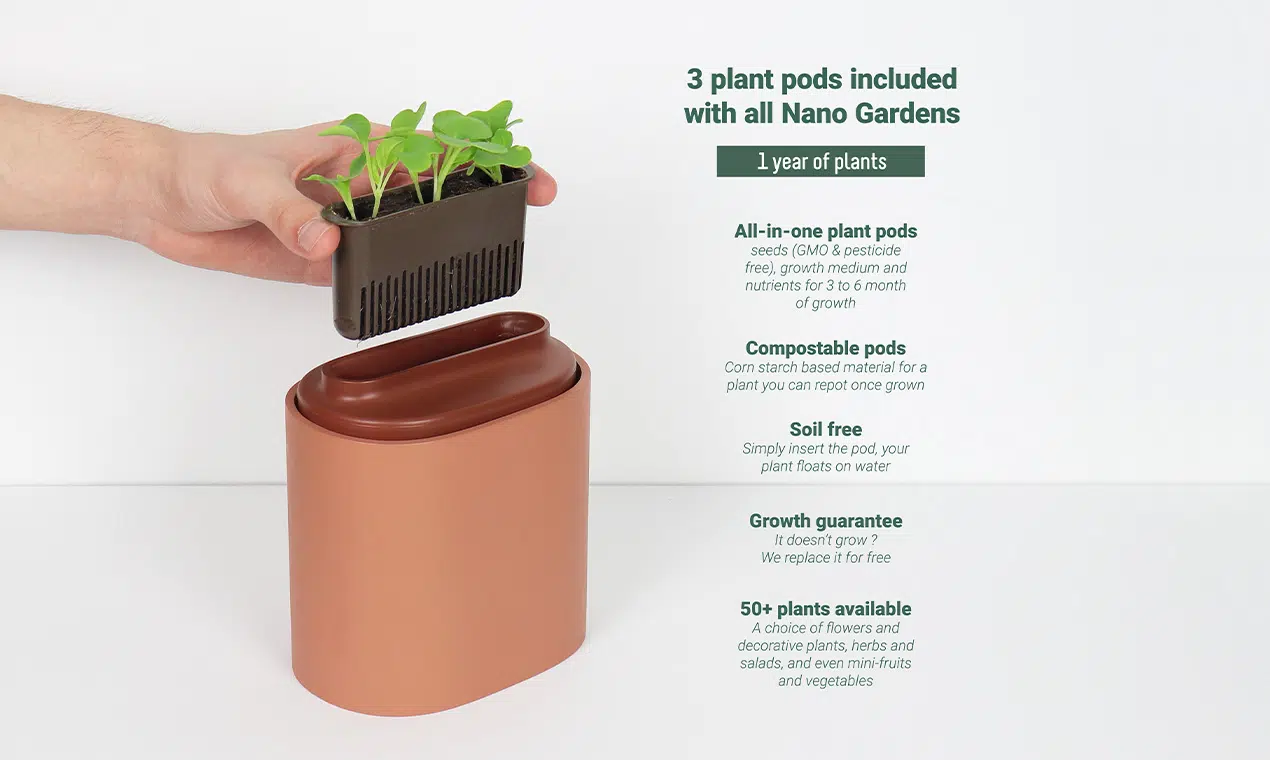 3 plant pods included
with all Nano Gardens
1 year of plants
All-in-one plant pods
seeds (GMO & pesticide
free), growth medium and
nutrients for 3 to 6 month
of growth
Compostable pods
Corn starch based material for a
plant you can repot once grown
Soil free
Simply insert the pod, your
plant floats on water
Growth guarantee
It doesn't grow ?
We replace it for free
50+ plants available
A choice of flowers and
decorative plants, herbs and
salads, and even mini-fruits
and vegetables